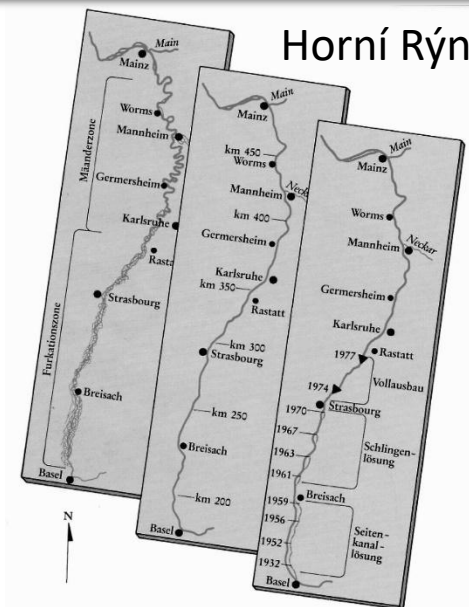 Horní Rýn
Main
Mainz
Worms
Mannheim
Mäanderzone
Germersheim
Karlsruhe
Rastatt
Strasbourg
Furkationszone
Breisach
Basel
N
Main
Mainz
km 450
Worms
Mannheim
Neckar
km 400
Germersheim
Karlsruhe
km 350
Rastatt
km 300
Strasbourg
km 250
Breisach
km 200
Basel
Main
Mainz
Worms
Neckar
Mannheim
Germersheim
Karlsruhe
Rastatt
1977
Vollausbau
1974
Strasbourg
1970
1967
Schlingen-
lösung
1963
1961
Breisach
1959
1956
Seiten-
kanal-
lösung
1952
1932
Basel